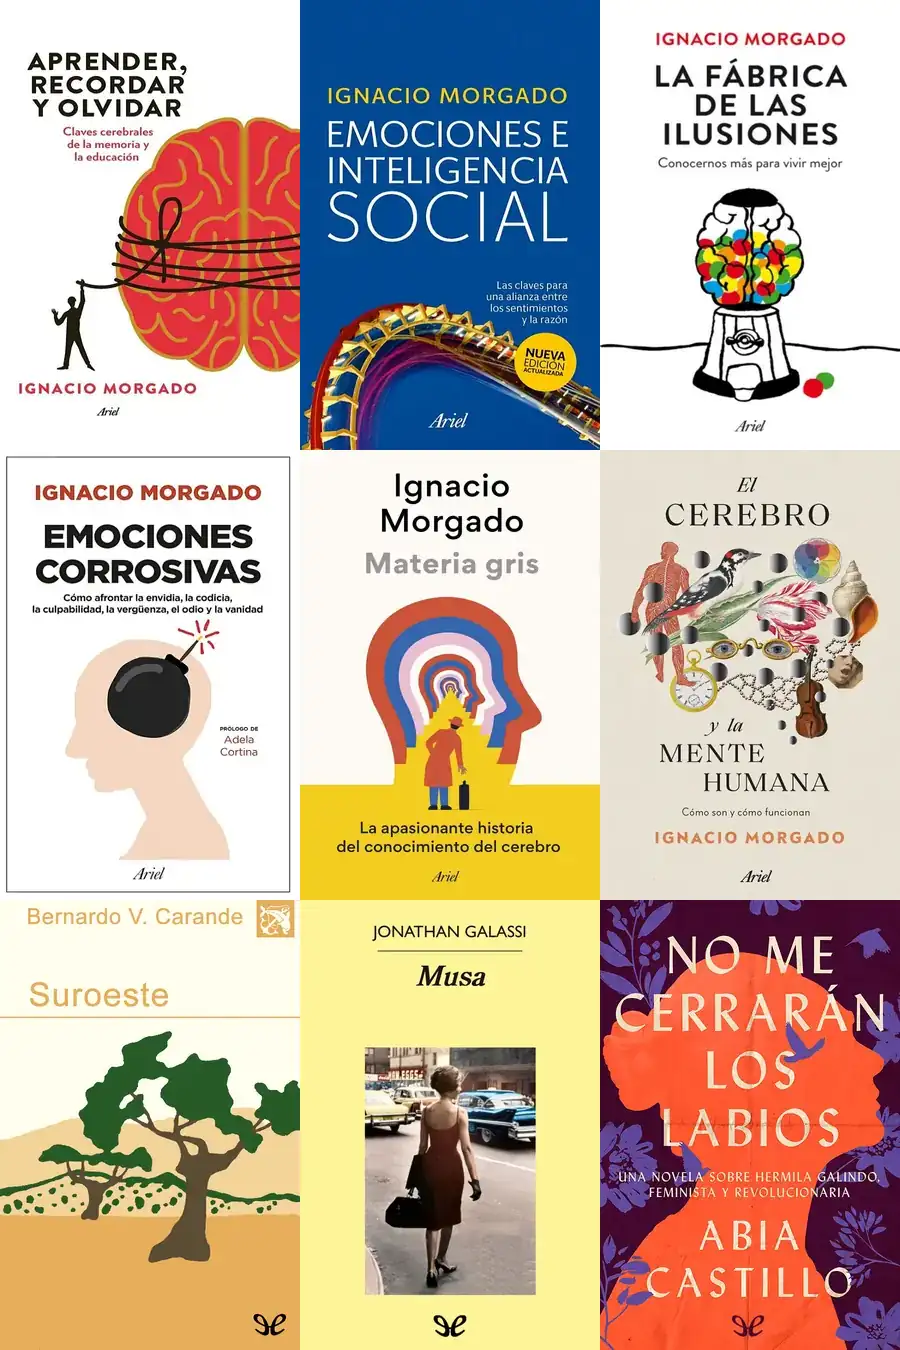 APRENDER,
RECORDAR
Y OLVIDAR
Claves cerebrales
de la memoria y
la educación
IGNACIO MORGADO
Ariel
IGNACIO MORGADO
EMOCIONES E
INTELIGENCIA
SOCIAL
Las claves para
una alianza entre
los sentimientos
y la razón
NUEVA
EDICIÓN
ACTUALIZADA
Ariel
IGNACIO MORGADO
LA FÁBRICA
DE LAS
ILUSIONES
Conocernos más para vivir mejor
Ariel
IGNACIO MORGADO
EMOCIONES
CORROSIVAS
Cómo afrontar la envidia, la codicia,
la culpabilidad, la vergüenza, el odio y la vanidad
PRÓLOGO DE
Adela
Cortina
Ariel
Ignacio
Morgado
Materia gris
La apasionante historia
del conocimiento del cerebro
Ariel
El
CEREBRO
y la
MENTE
HUMANA
Cómo son y cómo funcionan
IGNACIO MORGADO
Ariel
Bernardo V. Carande
Suroeste
JONATHAN GALASSI
Musa
HAM, EGGS
NO ME
CERRARÁN
LOS
LABIOS
UNA NOVELA SOBRE HERMILA GALINDO,
FEMINISTA Y REVOLUCIONARIA
ABIA
CASTILLO